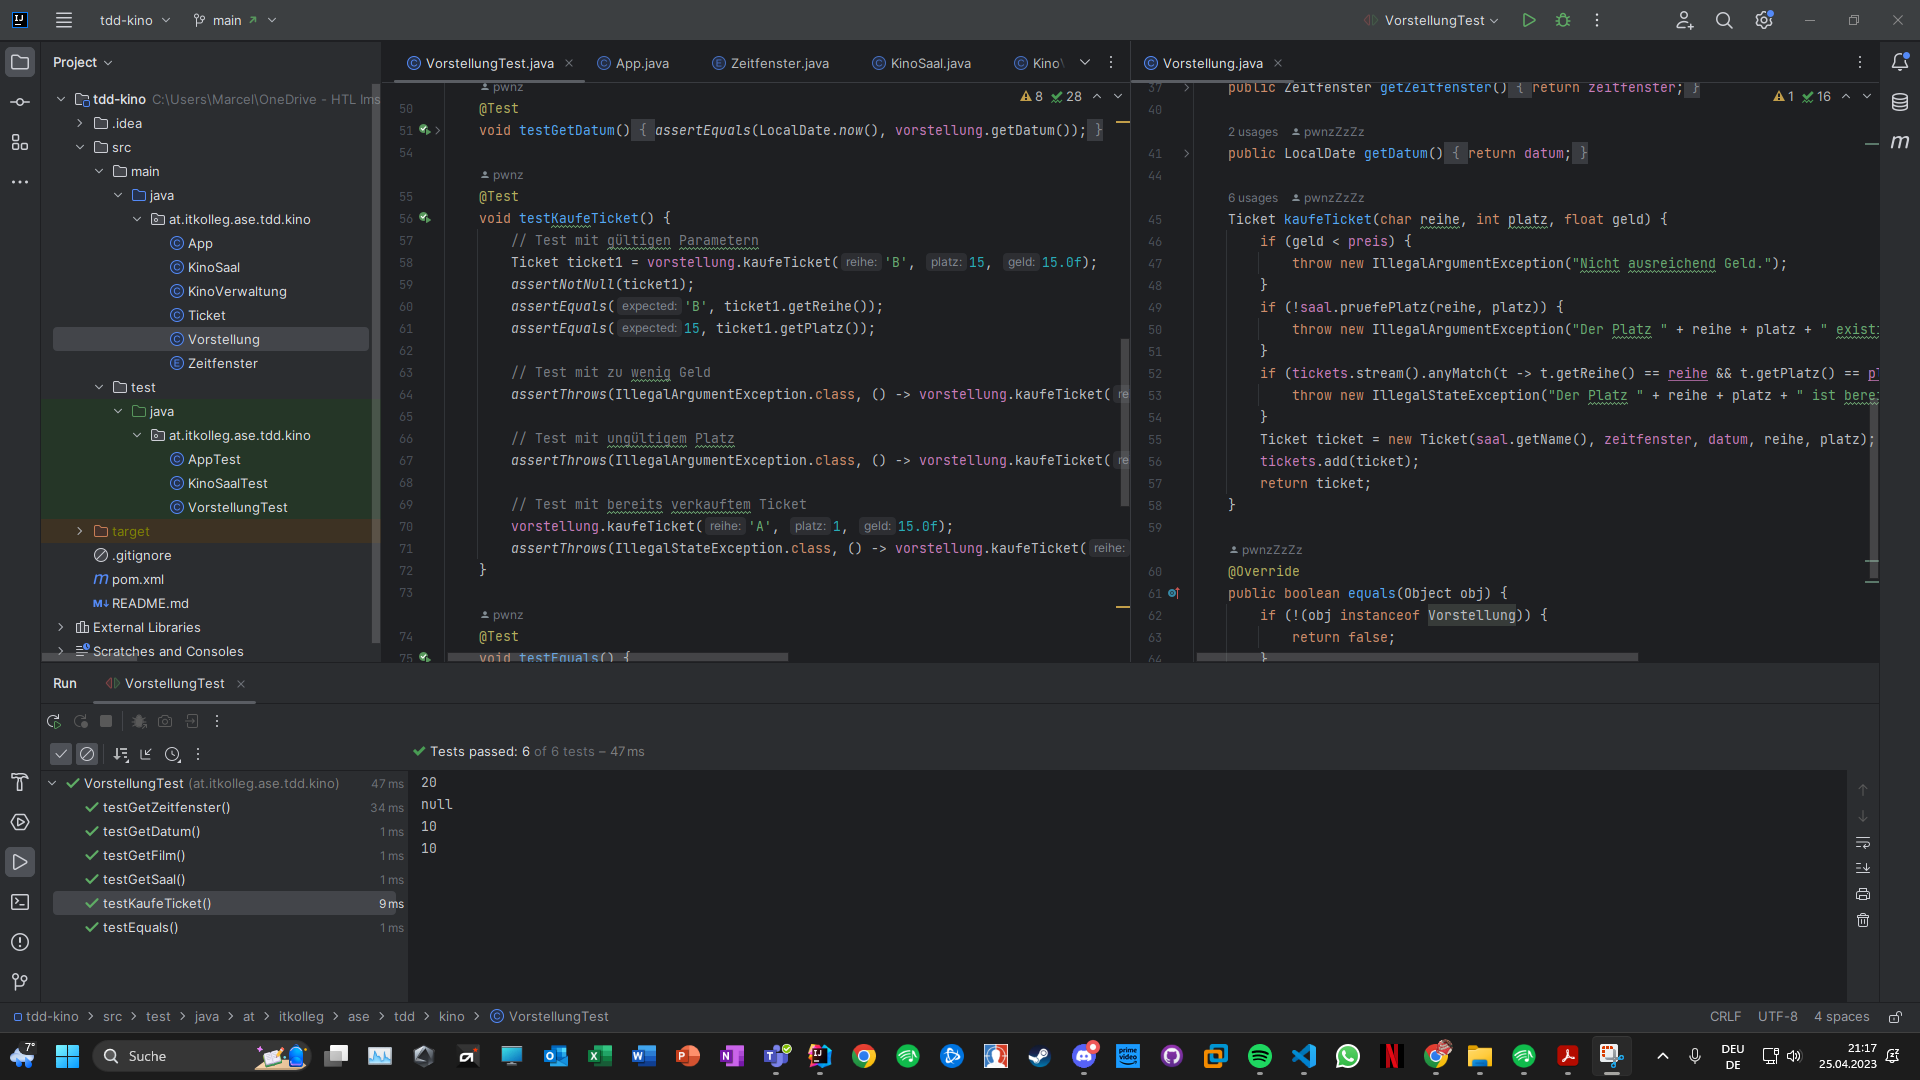 tdd-kino
main
VorstellungTest
Project
tdd-kino C:\Users\Marcel\OneDrive - HTL Ims
.idea
src
main
java
at.itkolleg.ase.tdd.kino
App
KinoSaal
KinoVerwaltung
Ticket
Vorstellung
Zeitfenster
test
java
at.itkolleg.ase.tdd.kino
AppTest
KinoSaalTest
VorstellungTest
target
.gitignore
pom.xml
README.md
External Libraries
Scratches and Consoles
VorstellungTest.java
App.java
Zeitfenster.java
KinoSaal.java
Kino
8 28
pwnz
50 @Test
51 void testGetDatum() { assertEquals(LocalDate.now(), vorstellung.getDatum()); }
54
pwnz
55 @Test
56 void testKaufeTicket() {
57 // Test mit gültigen Parametern
58 Ticket ticket1 = vorstellung.kaufeTicket( reihe: 'B', platz: 15, geld: 15.0f);
59 assertNotNull(ticket1);
60 assertEquals( expected: 'B', ticket1.getReihe());
61 assertEquals( expected: 15, ticket1.getPlatz());
62
63 // Test mit zu wenig Geld
64 assertThrows(IllegalArgumentException.class, () -> vorstellung.kaufeTicket( re
65
66 // Test mit ungültigem Platz
67 assertThrows(IllegalArgumentException.class, () -> vorstellung.kaufeTicket( re
68
69 // Test mit bereits verkauftem Ticket
70 vorstellung.kaufeTicket( reihe: 'A', platz: 1, geld: 15.0f);
71 assertThrows(IllegalStateException.class, () -> vorstellung.kaufeTicket( reihe:
72 }
73
pwnz
74 @Test
75 void testEquals() {
Vorstellung.java
1 16
37 public Zeitfenster getZeitfenster() { return zeitfenster; }
40
2 usages pwnzZzZz
41 public LocalDate getDatum() { return datum; }
44
6 usages pwnzZzZz
45 Ticket kaufeTicket(char reihe, int platz, float geld) {
46 if (geld < preis) {
47 throw new IllegalArgumentException("Nicht ausreichend Geld.");
48 }
49 if (!saal.pruefePlatz(reihe, platz)) {
50 throw new IllegalArgumentException("Der Platz " + reihe + platz + " existi
51 }
52 if (tickets.stream().anyMatch(t -> t.getReihe() == reihe && t.getPlatz() == pl
53 throw new IllegalStateException("Der Platz " + reihe + platz + " ist berei
54 }
55 Ticket ticket = new Ticket(saal.getName(), zeitfenster, datum, reihe, platz);
56 tickets.add(ticket);
57 return ticket;
58 }
59
pwnzZzZz
60 @Override
61 public boolean equals(Object obj) {
62 if (!(obj instanceof Vorstellung)) {
63 return false;
64 }
Run VorstellungTest
Tests passed: 6 of 6 tests – 47 ms
VorstellungTest (at.itkolleg.ase.tdd.kino) 47 ms
testGetZeitfenster() 34 ms
testGetDatum() 1 ms
testGetFilm() 1 ms
testGetSaal() 1 ms
testKaufeTicket() 9 ms
testEquals() 1 ms
20
null
10
10
tdd-kino > src > test > java > at > itkolleg > ase > tdd > kino > VorstellungTest
CRLF UTF-8 4 spaces
7°
Suche
prime video
DEU
DE
21:17
25.04.2023